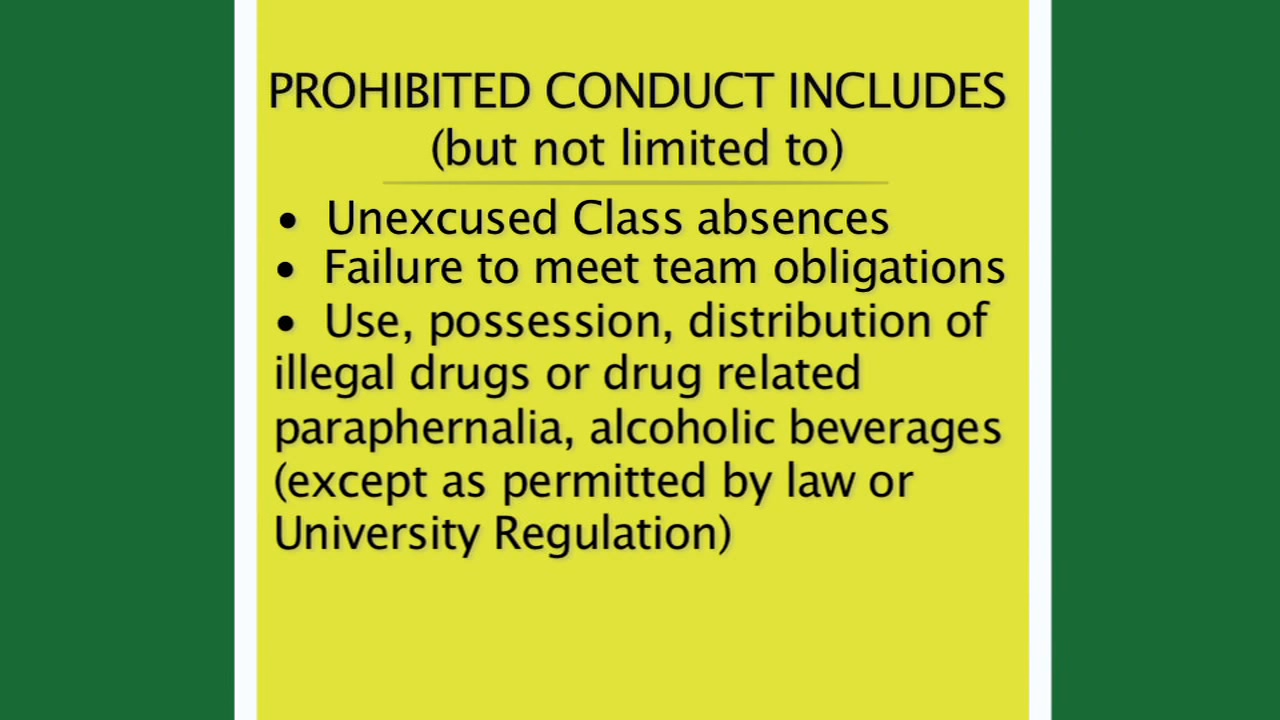 PROHIBITED CONDUCT INCLUDES
(but not limited to)
• Unexcused Class absences
• Failure to meet team obligations
• Use, possession, distribution of
illegal drugs or drug related
paraphernalia, alcoholic beverages
(except as permitted by law or
University Regulation)